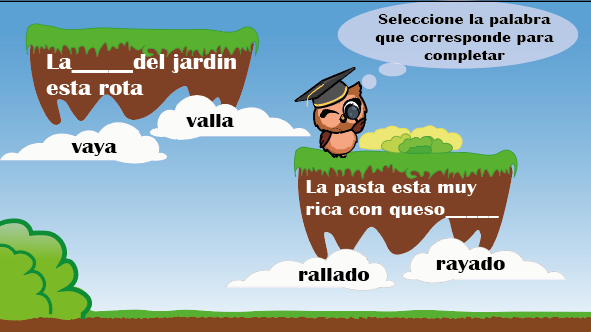 Seleccione la palabra
que corresponde para
completar
La_____del jardin
esta rota
valla
vaya
La pasta esta muy
rica con queso_____
rallado
rayado